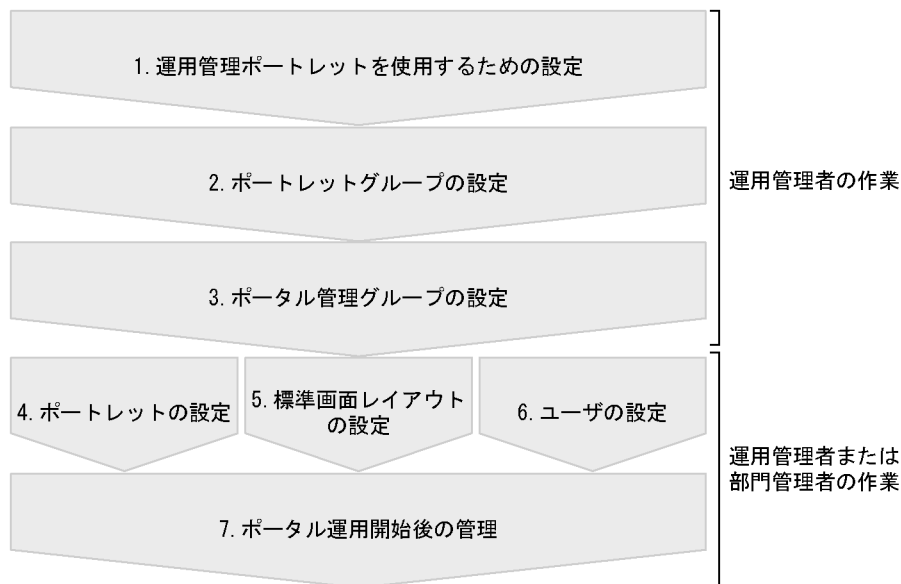 1. 運用管理ポートレットを使用するための設定
2. ポートレットグループの設定
運用管理者の作業
3. ポータル管理グループの設定
4. ポートレットの設定
5. 標準画面レイアウト
の設定
6. ユーザの設定
運用管理者または
部門管理者の作業
7. ポータル運用開始後の管理